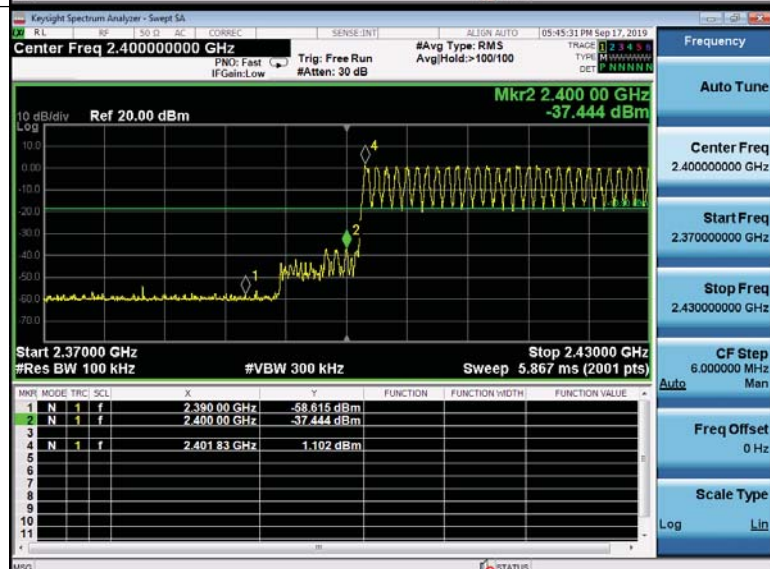 Keysight Spectrum Analyzer - Swept SA
RL RF 50 Ω AC CORREC SENSE:INT ALIGN AUTO 05:45:31 PM Sep 17, 2019
Center Freq 2.400000000 GHz
PNO: Fast
IFGain:Low
Trig: Free Run
#Atten: 30 dB
#Avg Type: RMS
Avg|Hold:>100/100
TRACE 1 2 3 4 5 6
TYPE M
DET P N N N N N
Mkr2 2.400 00 GHz
-37.444 dBm
10 dB/div Ref 20.00 dBm
Log
10.0
0.00
-10.0
-20.0
-30.0
-40.0
-50.0
-60.0
-70.0
4
2
1
Start 2.37000 GHz Stop 2.43000 GHz
#Res BW 100 kHz #VBW 300 kHz Sweep 5.867 ms (2001 pts)
MKR MODE TRC SCL X Y FUNCTION FUNCTION WIDTH FUNCTION VALUE
1 N 1 f 2.390 00 GHz -58.615 dBm
2 N 1 f 2.400 00 GHz -37.444 dBm
3
4 N 1 f 2.401 83 GHz 1.102 dBm
5
6
7
8
9
10
11
MSG STATUS
Frequency
Auto Tune
Center Freq
2.400000000 GHz
Start Freq
2.370000000 GHz
Stop Freq
2.430000000 GHz
CF Step
6.000000 MHz
Auto Man
Freq Offset
0 Hz
Scale Type
Log Lin